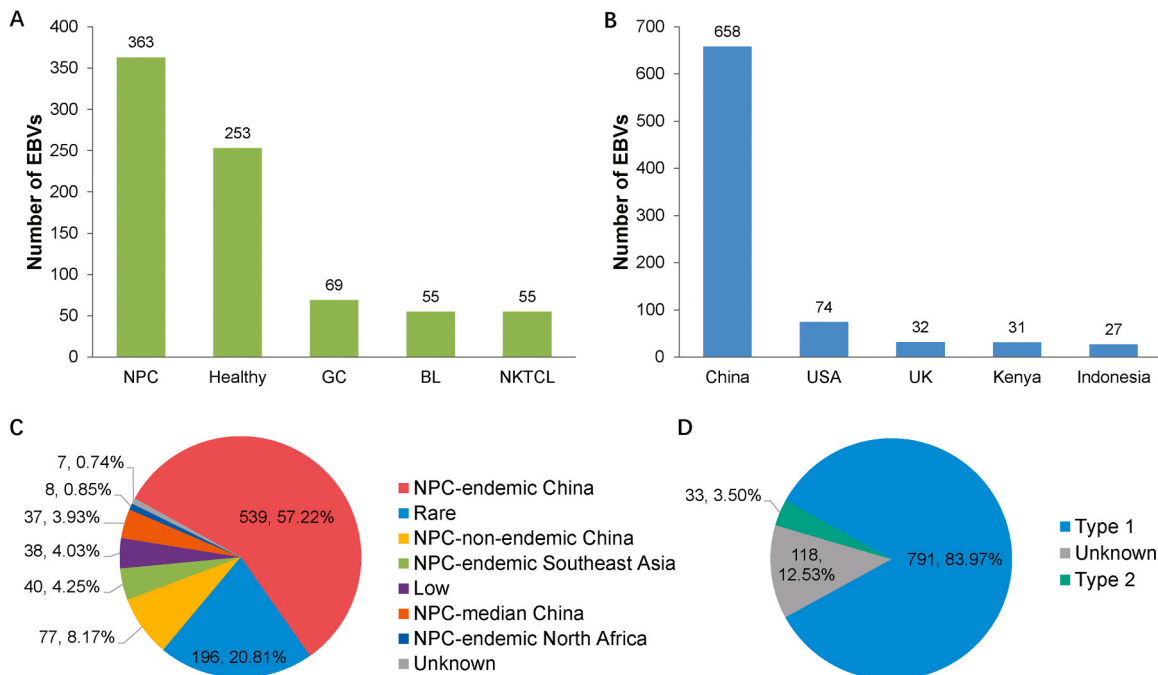 A
Number of EBVs
400
350
300
250
200
150
100
50
0
363
253
69
55
55
NPC
Healthy
GC
BL
NKTCL
B
Number of EBVs
700
600
500
400
300
200
100
0
658
74
32
31
27
China
USA
UK
Kenya
Indonesia
C
7, 0.74%
8, 0.85%
37, 3.93%
38, 4.03%
40, 4.25%
77, 8.17%
196, 20.81%
539, 57.22%
NPC-endemic China
Rare
NPC-non-endemic China
NPC-endemic Southeast Asia
Low
NPC-median China
NPC-endemic North Africa
Unknown
D
33, 3.50%
118,
12.53%
791, 83.97%
Type 1
Unknown
Type 2